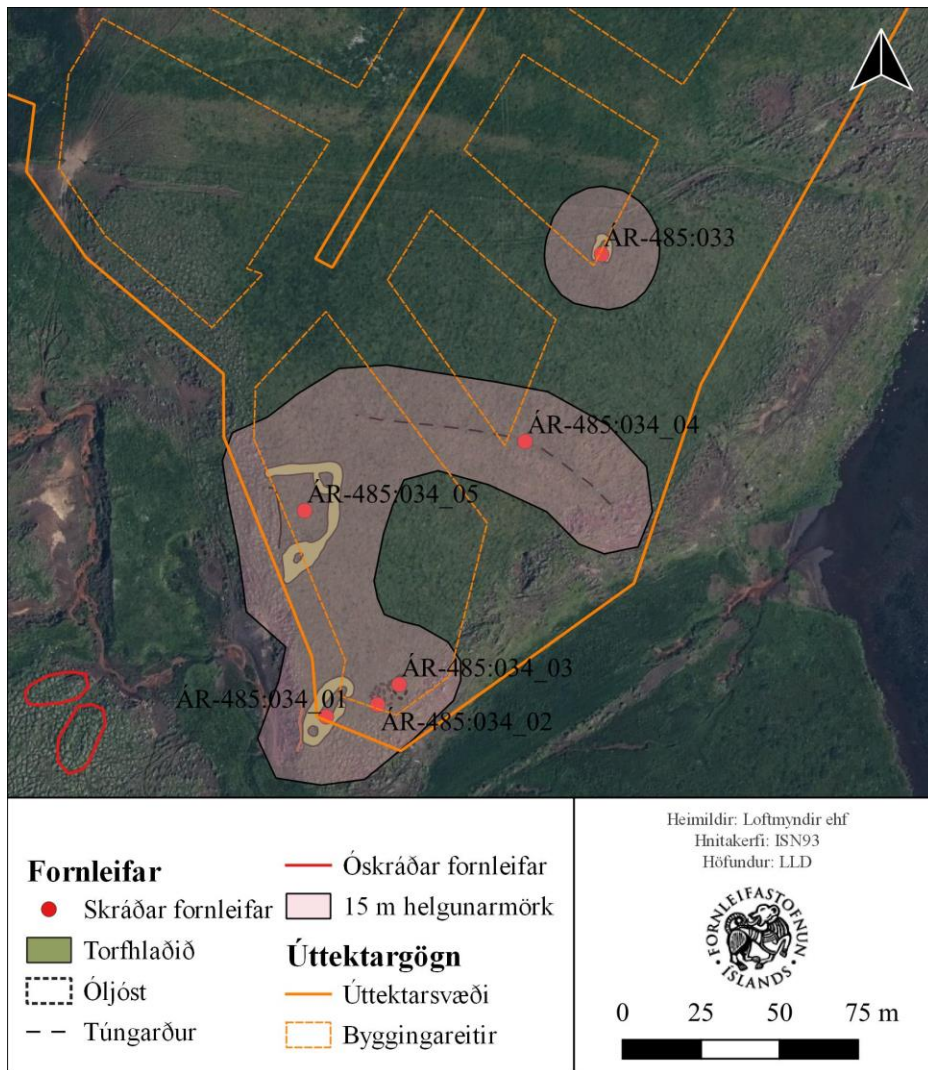 ÁR-485:033
ÁR-485:034_04
ÁR-485:034_05
ÁR-485:034_03
ÁR-485:034_01
ÁR-485:034_02
Fornleifar
Skráðar fornleifar
Torfhlaðið
Óljóst
Túngarður
Óskráðar fornleifar
15 m helgunarmörk
Úttektargögn
Úttektarsvæði
Byggingareitir
Heimildir: Loftmyndir ehf
Hnitakerfi: ISN93
Höfundur: LLD
FORNLEIFASTOFNUN
ÍSLANDS
0 25 50 75 m